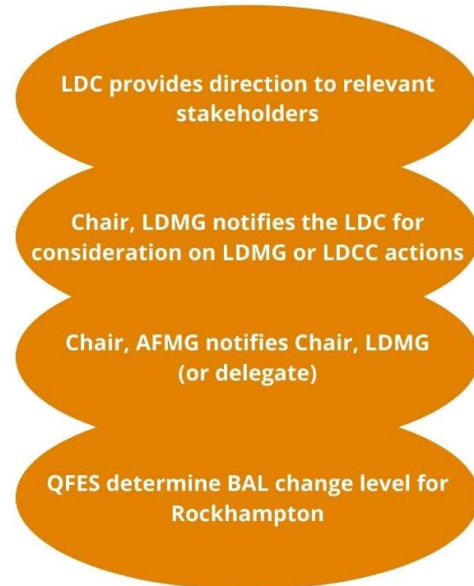 LDC provides direction to relevant
stakeholders
Chair, LDMG notifies the LDC for
consideration on LDMG or LDCC actions
Chair, AFMG notifies Chair, LDMG
(or delegate)
QFES determine BAL change level for
Rockhampton